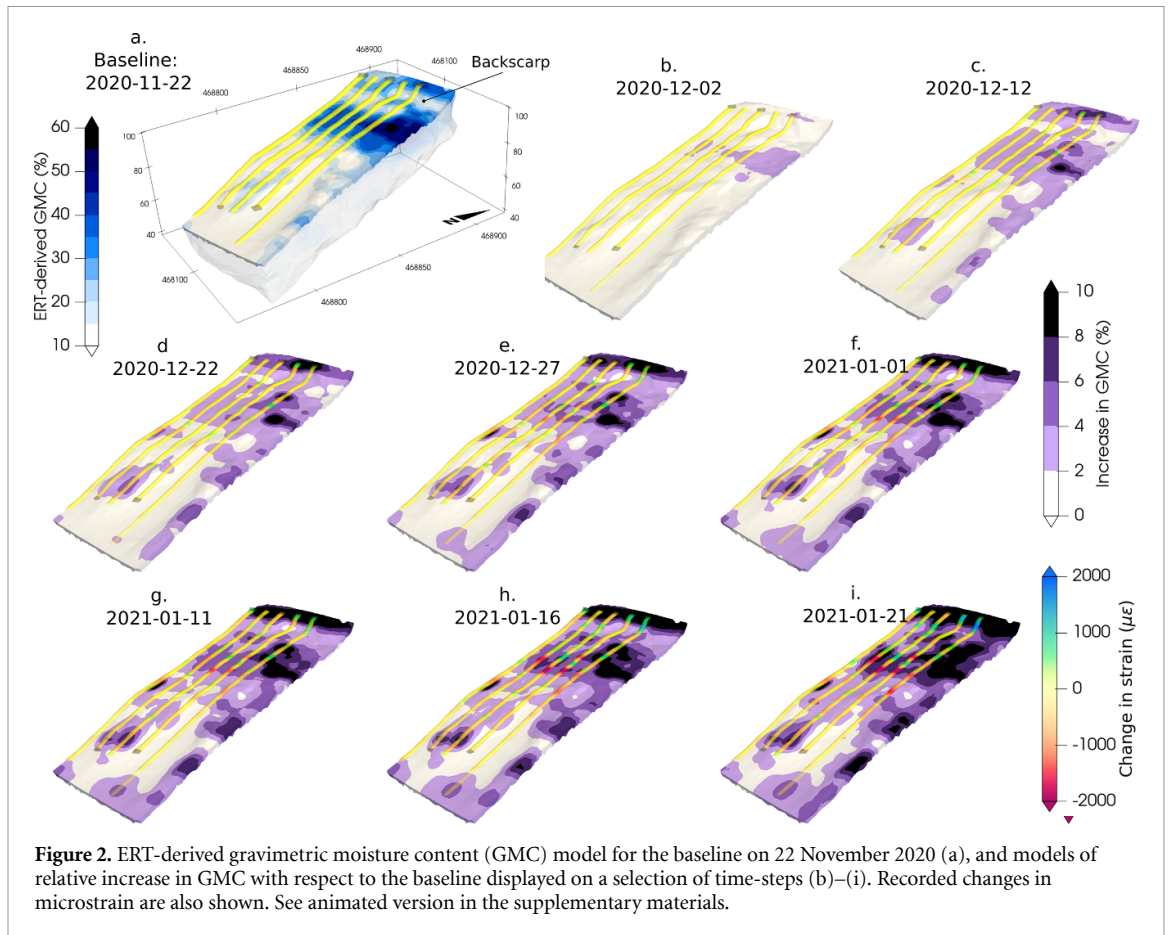 a.
Baseline:
2020-11-22
468900
468100
468850
468800
Backscarp
100
80
60
40
100
80
60
40
N
468900
468850
468800
468100
ERT-derived GMC (%)
60
50
40
30
20
10
b.
2020-12-02
c.
2020-12-12
d
2020-12-22
e.
2020-12-27
f.
2021-01-01
10
8
6
4
2
0
Increase in GMC (%)
g.
2021-01-11
h.
2021-01-16
i.
2021-01-21
2000
1000
0
-1000
-2000
Change in strain (με)
Figure 2. ERT-derived gravimetric moisture content (GMC) model for the baseline on 22 November 2020 (a), and models of
relative increase in GMC with respect to the baseline displayed on a selection of time-steps (b)–(i). Recorded changes in
microstrain are also shown. See animated version in the supplementary materials.